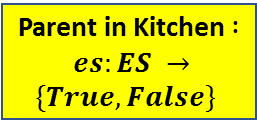 Parent in Kitchen :
es: ES →
{True, False}